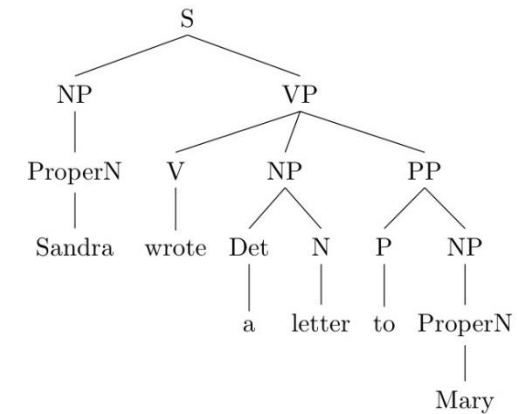 S
NP VP
ProperN V NP PP
Sandra wrote Det N P NP
a letter to ProperN
Mary